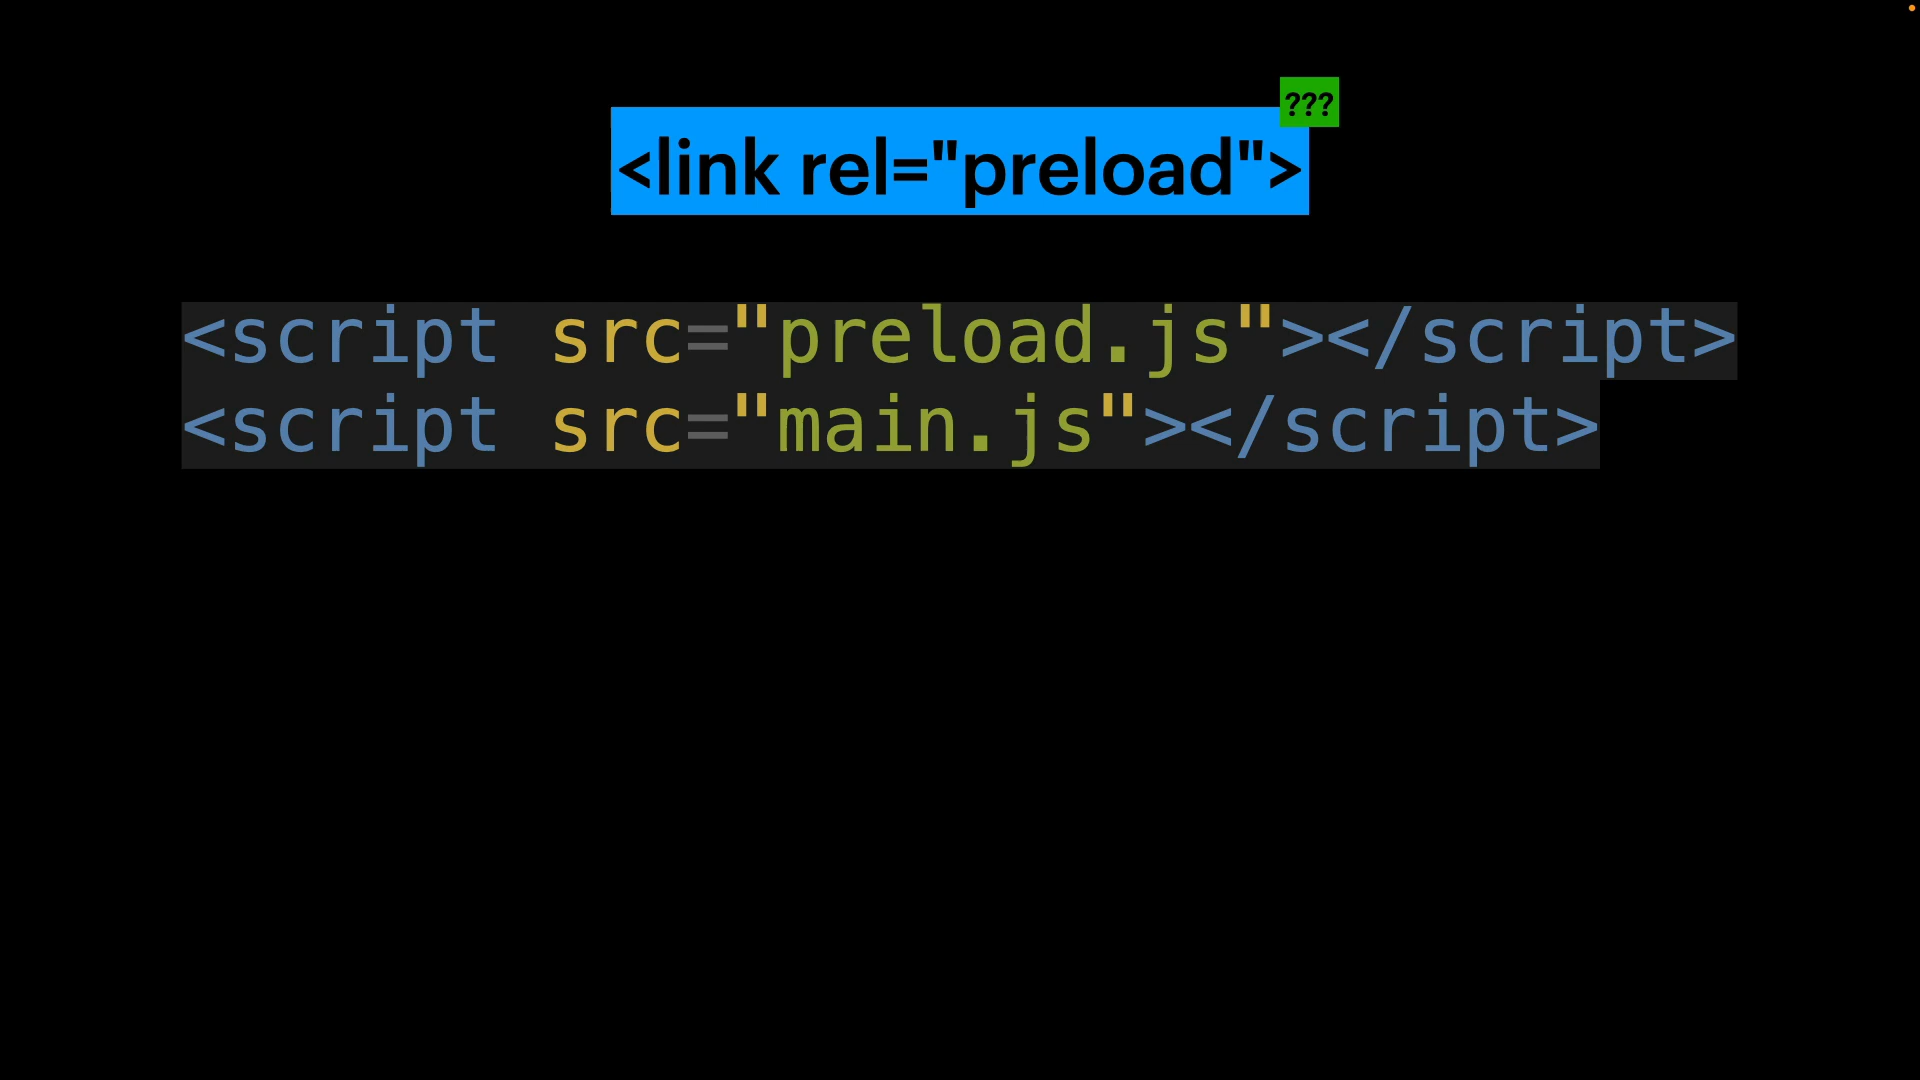 ???
<link rel="preload">
<script src="preload.js"></script>
<script src="main.js"></script>